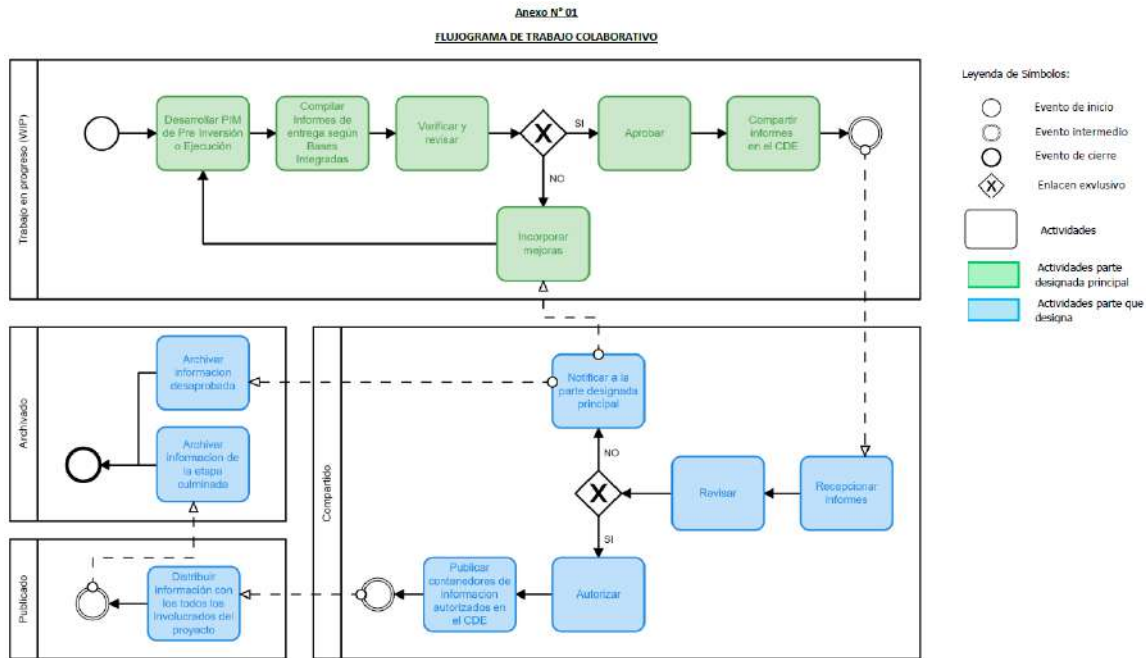 Anexo N° 01
FLUJOGRAMA DE TRABAJO COLABORATIVO
Trabajo en progreso (WIP)
Desarrollar PIM
de Pre Inversión
o Ejecución
Compilar
Informes de
entrega según
Bases
Integradas
Verificar y
revisar
X
SI
NO
Aprobar
Compartir
informes
en el CDE
Incorporar
mejoras
Leyenda de Símbolos:
Evento de inicio
Evento intermedio
Evento de cierre
X
Enlacen exvlusivo
Actividades
Actividades parte
designada principal
Actividades parte que
designa
Archivado
Archivar
informacion
desaprobada
Archivar
informacion de
la etapa
culminada
Compartido
Notificar a la
parte designada
principal
NO
X
SI
Revisar
Recepcionar
informes
Publicar
contenedores de
informacion
autorizados en
el CDE
Autorizar
Publicado
Distribuir
información con
los todos los
involucrados del
proyecto